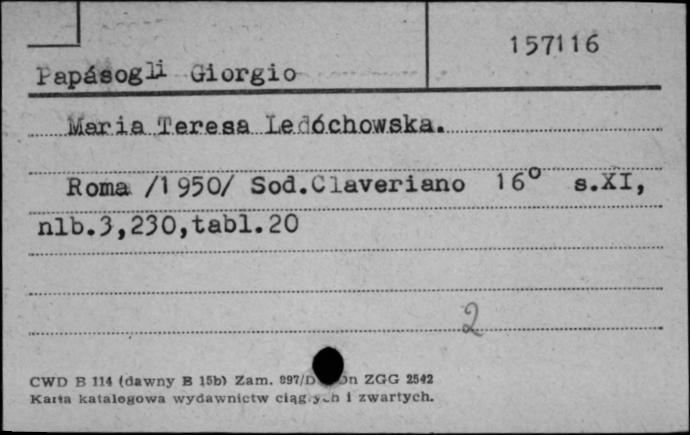 157116
Papásogli Giorgio
Maria Teresa Ledóchowska.
Roma /1950/ Sod.Claveriano 16° s.XI,
nlb.3,230,tabl.20
2
CWD B 114 (dawny B 15b) Zam. 897/ ZGG 2542
Karta katalogowa wydawnictw ciągłych i zwartych.